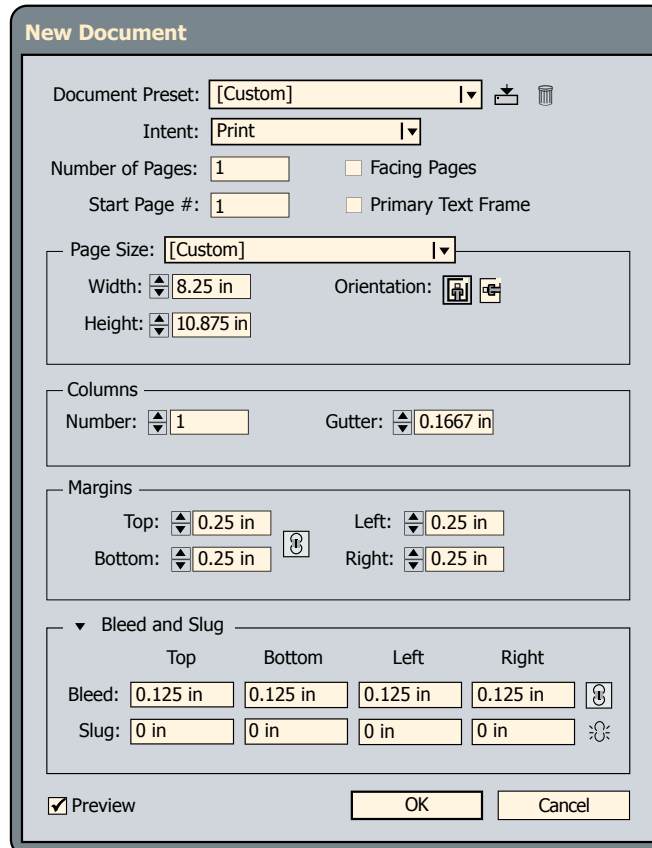 New Document
Document Preset: [Custom]
Intent: Print
Number of Pages: 1 Facing Pages
Start Page #: 1 Primary Text Frame
Page Size: [Custom]
Width: 8.25 in Orientation:
Height: 10.875 in
Columns
Number: 1 Gutter: 0.1667 in
Margins
Top: 0.25 in Left: 0.25 in
Bottom: 0.25 in Right: 0.25 in
Bleed and Slug
Top Bottom Left Right
Bleed: 0.125 in 0.125 in 0.125 in 0.125 in
Slug: 0 in 0 in 0 in 0 in
Preview OK Cancel